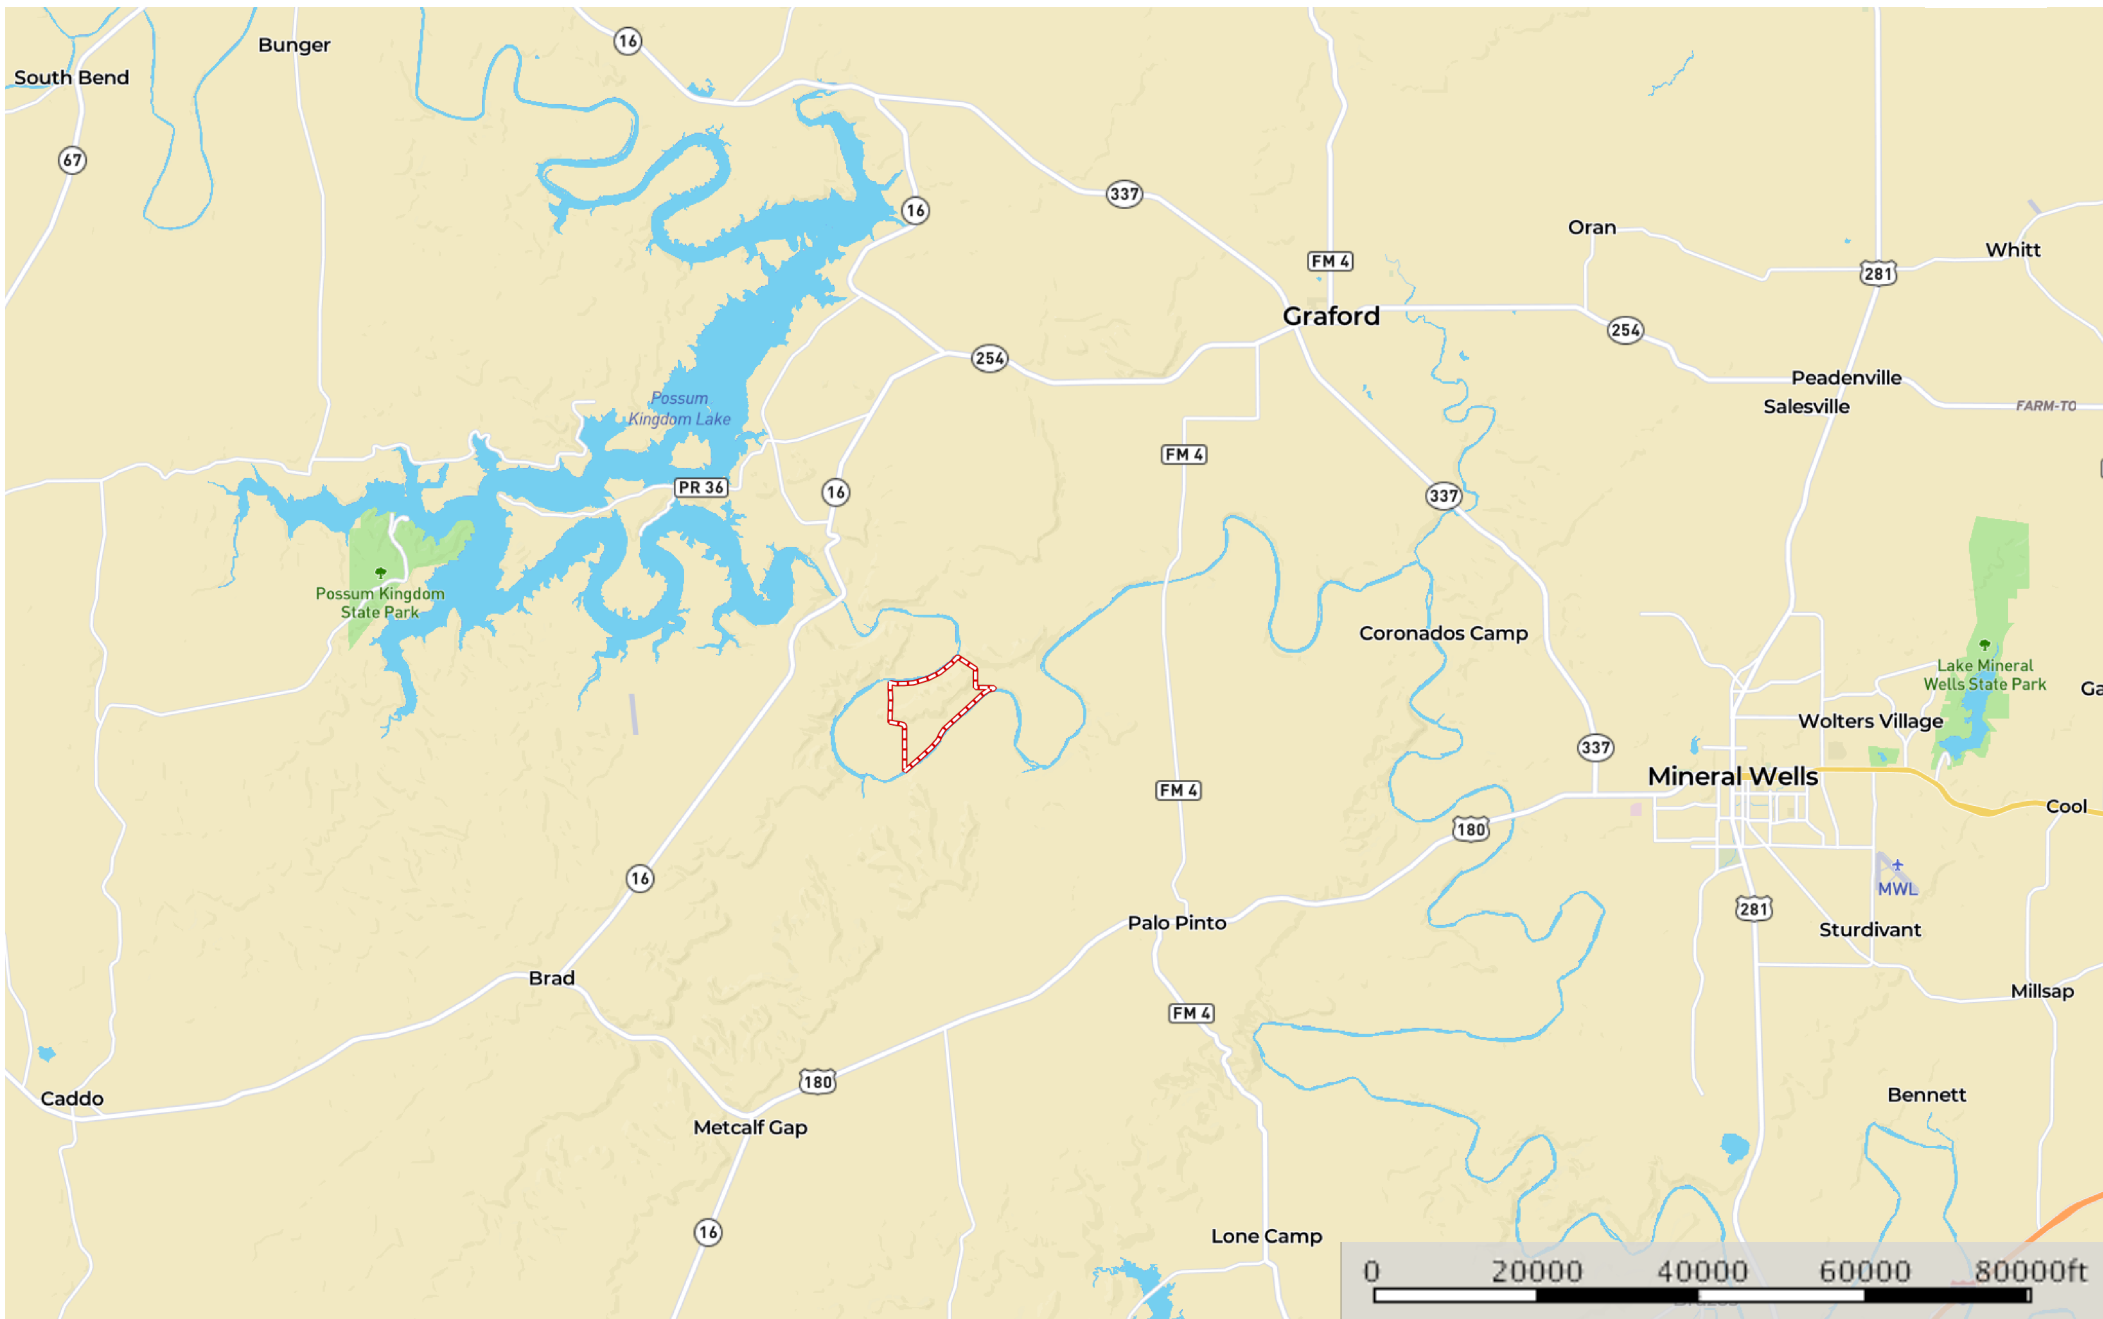 Bunger
16
South Bend
67
337
16
Oran
Whitt
FM 4
281
Graford
254
254
Peadenville
Possum
Kingdom Lake
Salesville
FARM-TO
FM 4
PR 36
16
337
Possum Kingdom
State Park
Coronados Camp
Lake Mineral
Wells State Park
Ga
Wolters Village
337
Mineral Wells
FM 4
Cool
180
16
MWL
281
Palo Pinto
Sturdivant
Brad
Millsap
FM 4
180
Caddo
Bennett
Metcalf Gap
16
Lone Camp
0 20000 40000 60000 80000ft